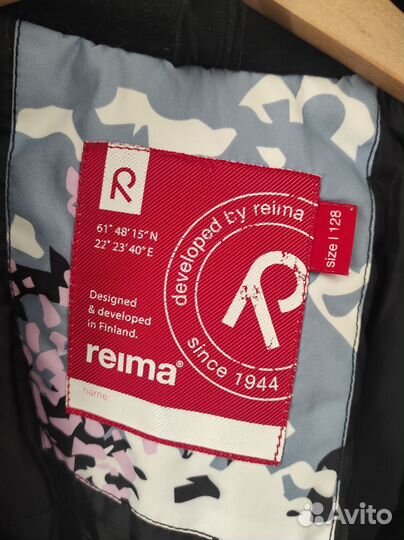 R
61° 48' 15" N
22° 23' 40" E
Designed
& developed
in Finland.
reima®
name:
developed by reima
R
since 1944
size | 128
Avito